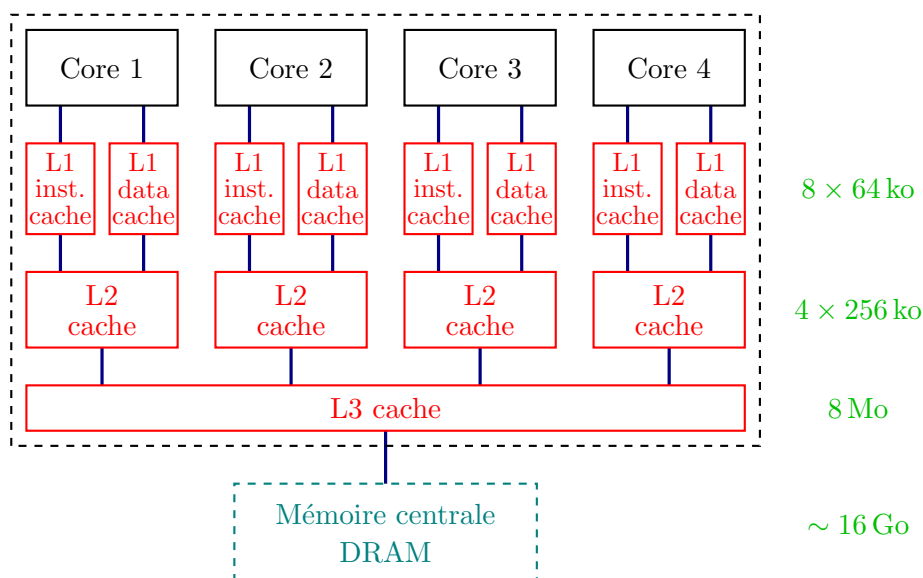 Core 1
Core 2
Core 3
Core 4
L1
inst.
cache
L1
data
cache
L1
inst.
cache
L1
data
cache
L1
inst.
cache
L1
data
cache
L1
inst.
cache
L1
data
cache
8 × 64 ko
L2
cache
L2
cache
L2
cache
L2
cache
4 × 256 ko
L3 cache
8 Mo
Mémoire centrale
DRAM
∼ 16 Go